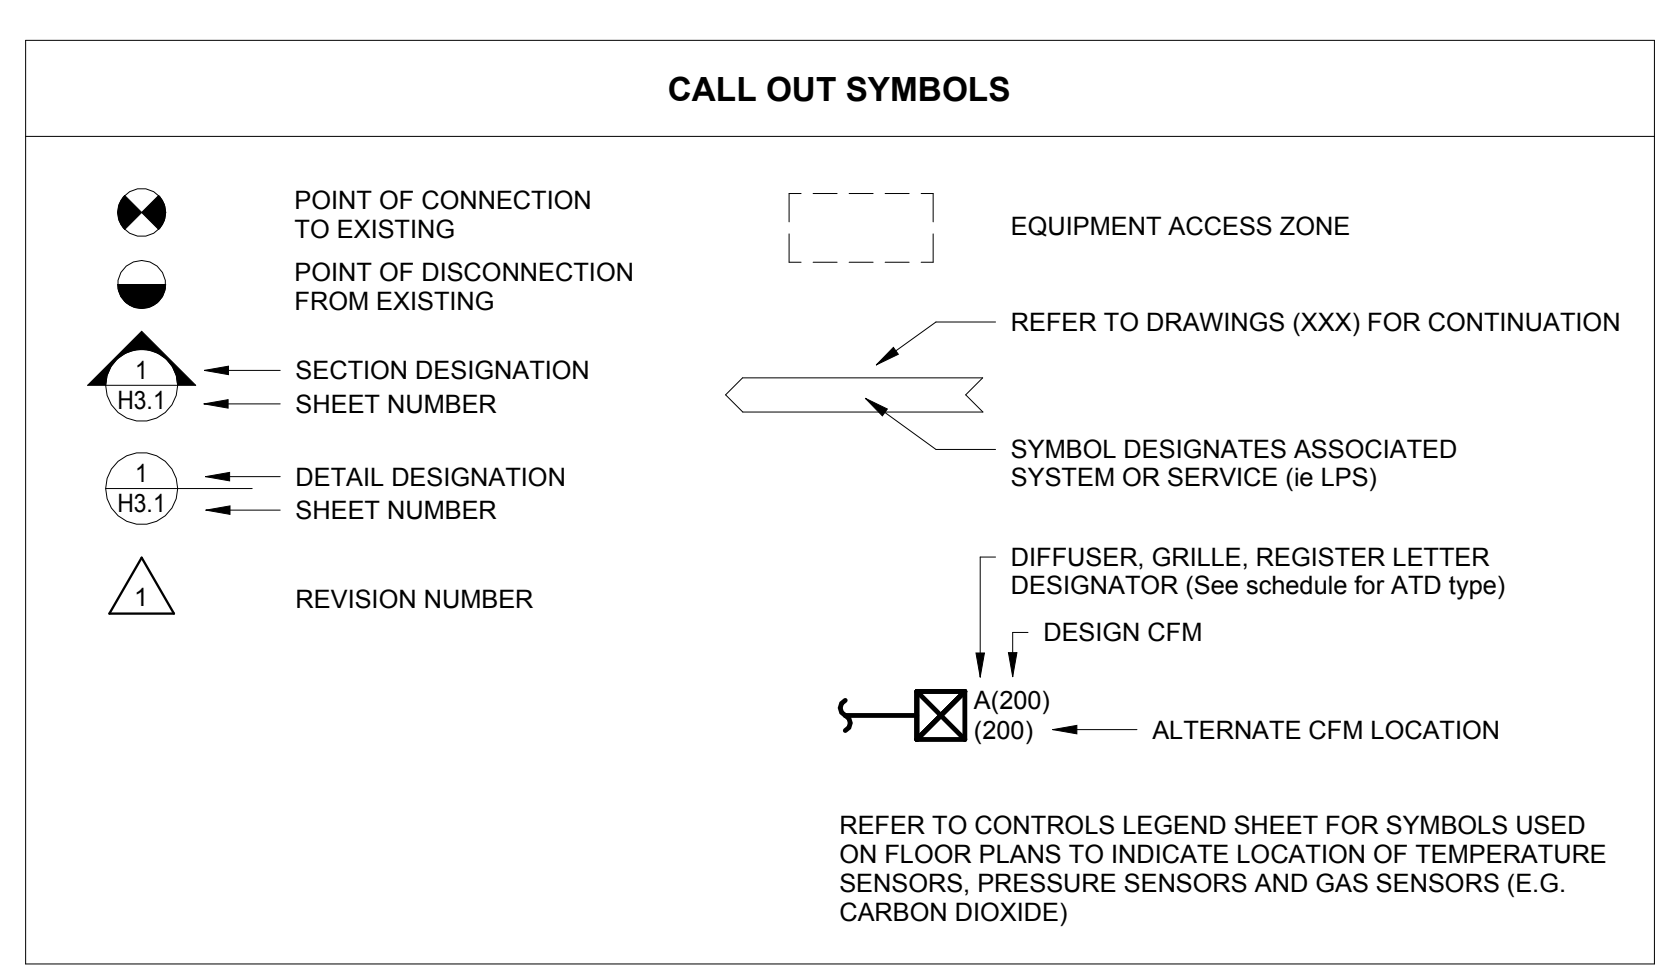 CALL OUT SYMBOLS
POINT OF CONNECTION
TO EXISTING
POINT OF DISCONNECTION
FROM EXISTING
1
H3.1
SECTION DESIGNATION
SHEET NUMBER
1
H3.1
DETAIL DESIGNATION
SHEET NUMBER
1
REVISION NUMBER
EQUIPMENT ACCESS ZONE
REFER TO DRAWINGS (XXX) FOR CONTINUATION
SYMBOL DESIGNATES ASSOCIATED
SYSTEM OR SERVICE (ie LPS)
DIFFUSER, GRILLE, REGISTER LETTER
DESIGNATOR (See schedule for ATD type)
DESIGN CFM
A(200)
(200)
ALTERNATE CFM LOCATION
REFER TO CONTROLS LEGEND SHEET FOR SYMBOLS USED
ON FLOOR PLANS TO INDICATE LOCATION OF TEMPERATURE
SENSORS, PRESSURE SENSORS AND GAS SENSORS (E.G.
CARBON DIOXIDE)